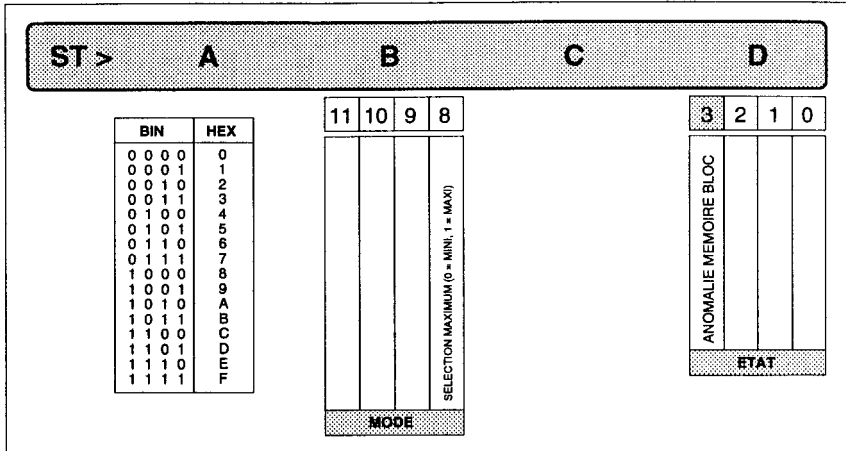 ST > A B C D
11 10 9 8
3 2 1 0
BIN HEX
0 0 0 0 0
0 0 0 1 1
0 0 1 0 2
0 0 1 1 3
0 1 0 0 4
0 1 0 1 5
0 1 1 0 6
0 1 1 1 7
1 0 0 0 8
1 0 0 1 9
1 0 1 0 A
1 0 1 1 B
1 1 0 0 C
1 1 0 1 D
1 1 1 0 E
1 1 1 1 F
SELECTION MAXIMUM (0 = MINI, 1 = MAXI)
MODE
ANOMALIE MEMOIRE BLOC
ETAT